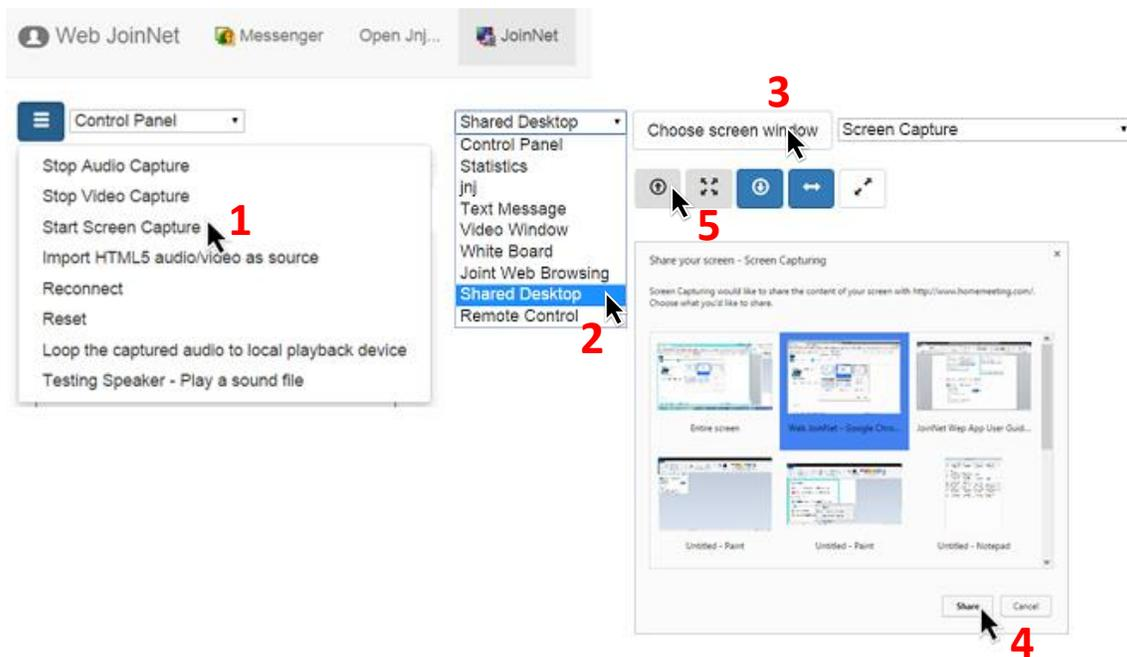 Web JoinNet
Messenger
Open Jnj...
JoinNet
Control Panel
Stop Audio Capture
Stop Video Capture
Start Screen Capture
1
Import HTML5 audio/video as source
Reconnect
Reset
Loop the captured audio to local playback device
Testing Speaker - Play a sound file
Shared Desktop
Control Panel
Statistics
jnj
Text Message
Video Window
White Board
Joint Web Browsing
Shared Desktop
Remote Control
2
3
Choose screen window
Screen Capture
5
Share your screen - Screen Capturing
Screen Capturing would like to share the content of your screen with http://www.homemeeting.com/.
Choose what you'd like to share.
Entire screen
Web JoinNet - Google Chro...
JoinNet Wep App User Guid...
Untitled - Paint
Untitled - Paint
Untitled - Notepad
Share
Cancel
4